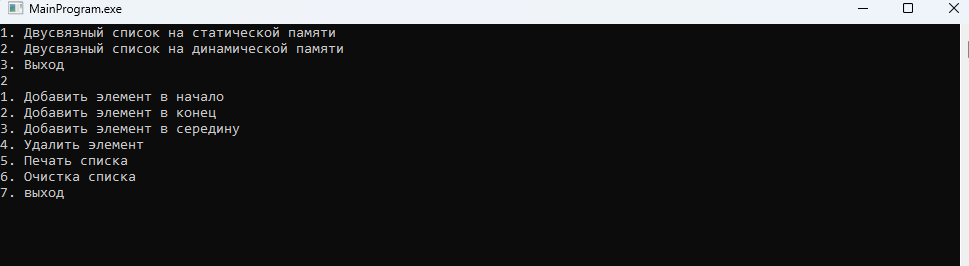 MainProgram.exe
1. Двусвязный список на статической памяти
2. Двусвязный список на динамической памяти
3. Выход
2
1. Добавить элемент в начало
2. Добавить элемент в конец
3. Добавить элемент в середину
4. Удалить элемент
5. Печать списка
6. Очистка списка
7. выход